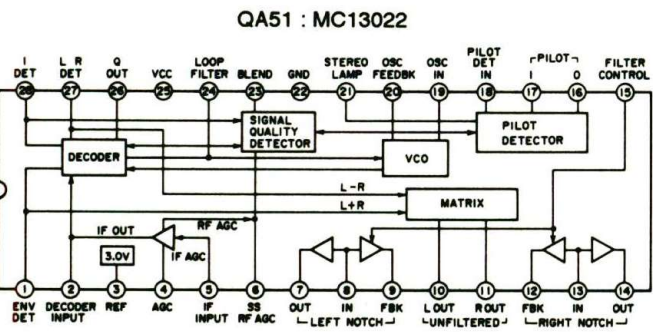 QA51 : MC13022
I DET
L R DET
Q OUT
VCC
LOOP FILTER
BLEND
GND
STEREO LAMP
OSC FEEDBK
OSC IN
PILOT DET IN
PILOT
I
O
FILTER CONTROL
28 27 26 25 24 23 22 21 20 19 18 17 16 15
SIGNAL QUALITY DETECTOR
PILOT DETECTOR
DECODER
VCO
L-R
L+R
MATRIX
IF OUT
RF AGC
IF AGC
3.0V
1 2 3 4 5 6 7 8 9 10 11 12 13 14
ENV DET
DECODER INPUT
REF
AGC
IF INPUT
SS RF AGC
OUT
IN
FBK
LEFT NOTCH
L OUT
R OUT
UNFILTERED
FBK
IN
OUT
RIGHT NOTCH